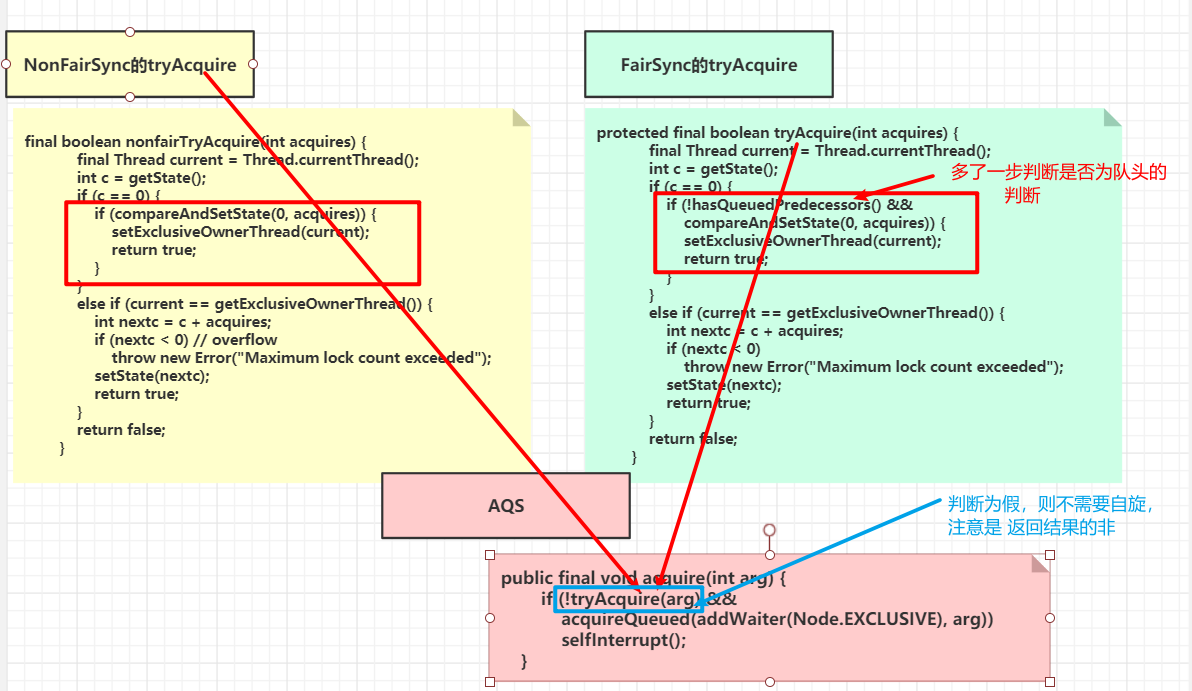 NonFairSync的tryAcquire
final boolean nonfairTryAcquire(int acquires) {
final Thread current = Thread.currentThread();
int c = getState();
if (c == 0) {
if (compareAndSetState(0, acquires)) {
setExclusiveOwnerThread(current);
return true;
}
}
else if (current == getExclusiveOwnerThread()) {
int nextc = c + acquires;
if (nextc < 0) // overflow
throw new Error("Maximum lock count exceeded");
setState(nextc);
return true;
}
return false;
}
FairSync的tryAcquire
protected final boolean tryAcquire(int acquires) {
final Thread current = Thread.currentThread();
int c = getState();
if (c == 0) {
if (!hasQueuedPredecessors() &&
compareAndSetState(0, acquires)) {
setExclusiveOwnerThread(current);
return true;
}
}
else if (current == getExclusiveOwnerThread()) {
int nextc = c + acquires;
if (nextc < 0)
throw new Error("Maximum lock count exceeded");
setState(nextc);
return true;
}
return false;
}
多了一步判断是否为队头的
判断
AQS
判断为假，则不需要自旋，
注意是 返回结果的非
public final void acquire(int arg) {
if (!tryAcquire(arg) &&
acquireQueued(addWaiter(Node.EXCLUSIVE), arg))
selfInterrupt();
}